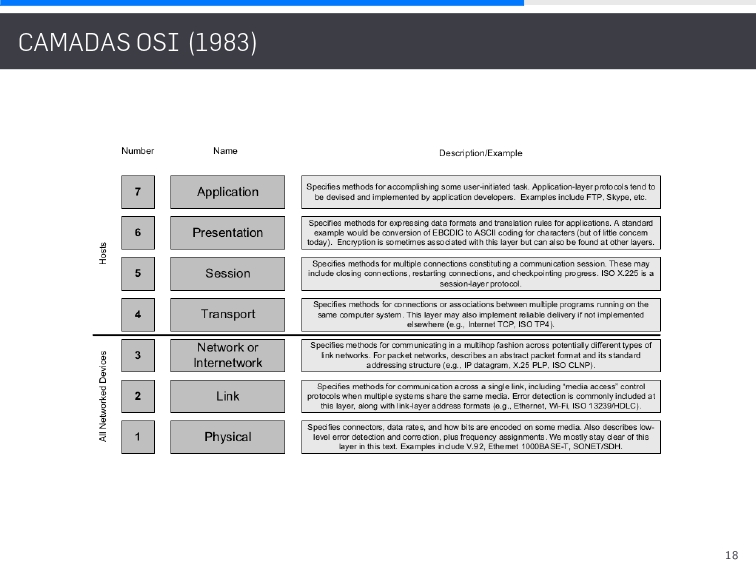 CAMADAS OSI (1983)
Number Name Description/Example
7 Application
Specifies methods for accomplishing some user-initiated task. Application-layer protocols tend to
be devised and implemented by application developers. Examples include FTP, Skype, etc.
6 Presentation
Specifies methods for expressing data formats and translation rules for applications. A standard
example would be conversion of EBCDIC to ASCII coding for characters (but of little concern
today). Encryption is sometimes associated with this layer but can also be found at other layers.
Hosts
5 Session
Specifies methods for multiple connections constituting a communication session. These may
include closing connections, restarting connections, and checkpointing progress. ISO X.225 is a
session-layer protocol.
4 Transport
Specifies methods for connections or associations between multiple programs running on the
same computer system. This layer may also implement reliable delivery if not implemented
elsewhere (e.g., Internet TCP, ISO TP4).
3 Network or
Internetwork
Specifies methods for communicating in a multihop fashion across potentially different types of
link networks. For packet networks, describes an abstract packet format and its standard
addressing structure (e.g., IP datagram, X.25 PLP, ISO CLNP).
All Networked Devices
2 Link
Specifies methods for communication across a single link, including “media access” control
protocols when multiple systems share the same media. Error detection is commonly included at
this layer, along with link-layer address formats (e.g., Ethernet, Wi-Fi, ISO 13239/HDLC).
1 Physical
Specifies connectors, data rates, and how bits are encoded on some media. Also describes low-
level error detection and correction, plus frequency assignments. We mostly stay clear of this
layer in this text. Examples include V.92, Ethernet 1000BASE-T, SONET/SDH.
18